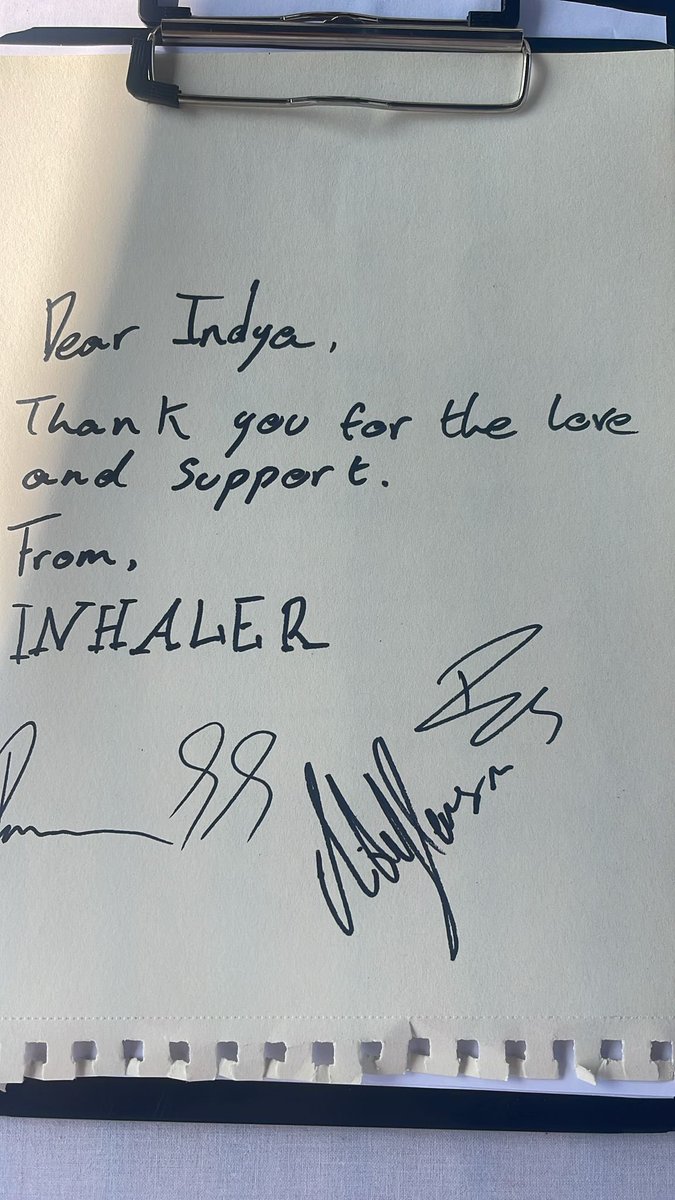 Dear Indya,
Thank you for the love
and support.
From,
INHALER